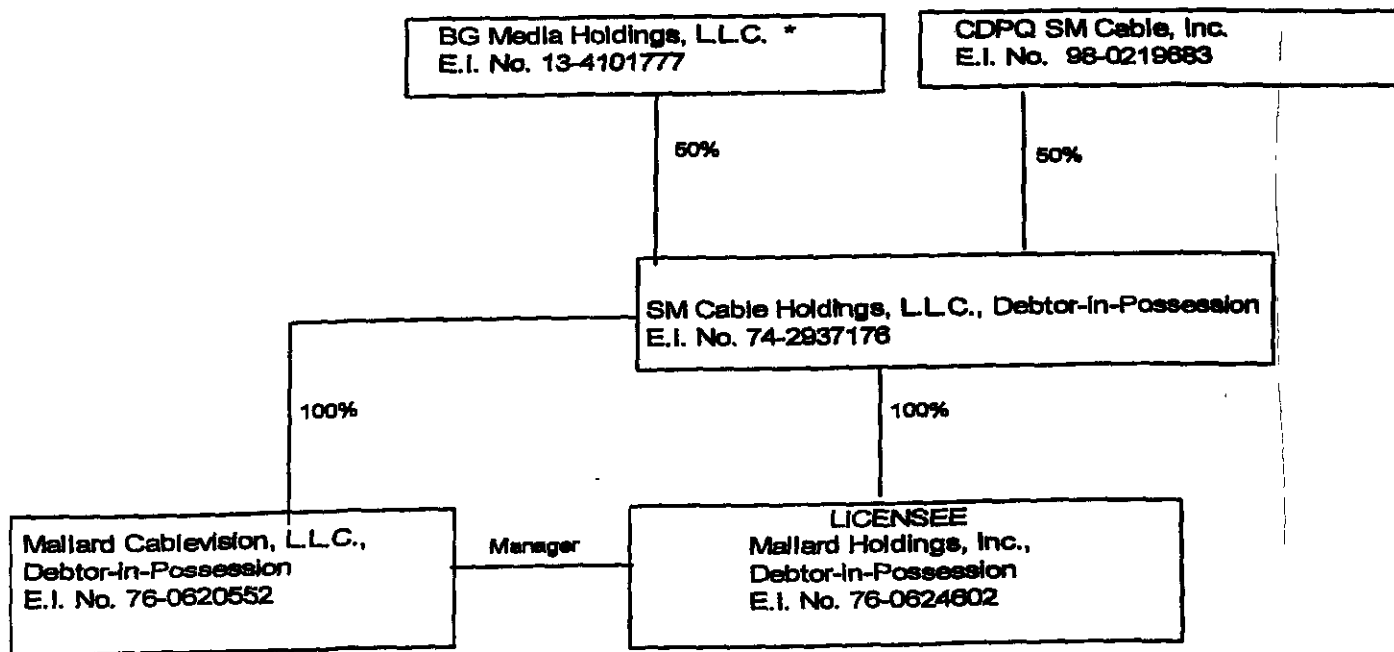 BG Media Holdings, L.L.C. *
E.I. No. 13-4101777
CDPQ SM Cable, Inc.
E.I. No. 98-0219683
50%
50%
SM Cable Holdings, L.L.C., Debtor-in-Possession
E.I. No. 74-2937176
100%
100%
Mallard Cablevision, L.L.C.,
Debtor-in-Possession
E.I. No. 76-0620552
Manager
LICENSEE
Mallard Holdings, Inc.,
Debtor-in-Possession
E.I. No. 76-0624602